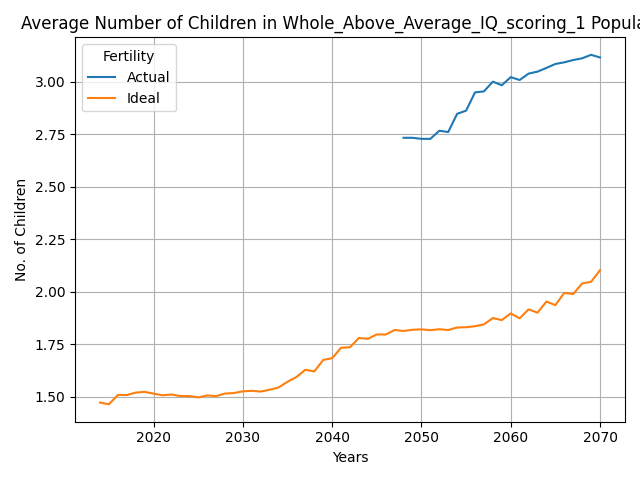 Average Number of Children in Whole_Above_Average_IQ_scoring_1 Popula
Fertility
Actual
Ideal
3.00
2.75
2.50
2.25
2.00
1.75
1.50
No. of Children
2020 2030 2040 2050 2060 2070
Years